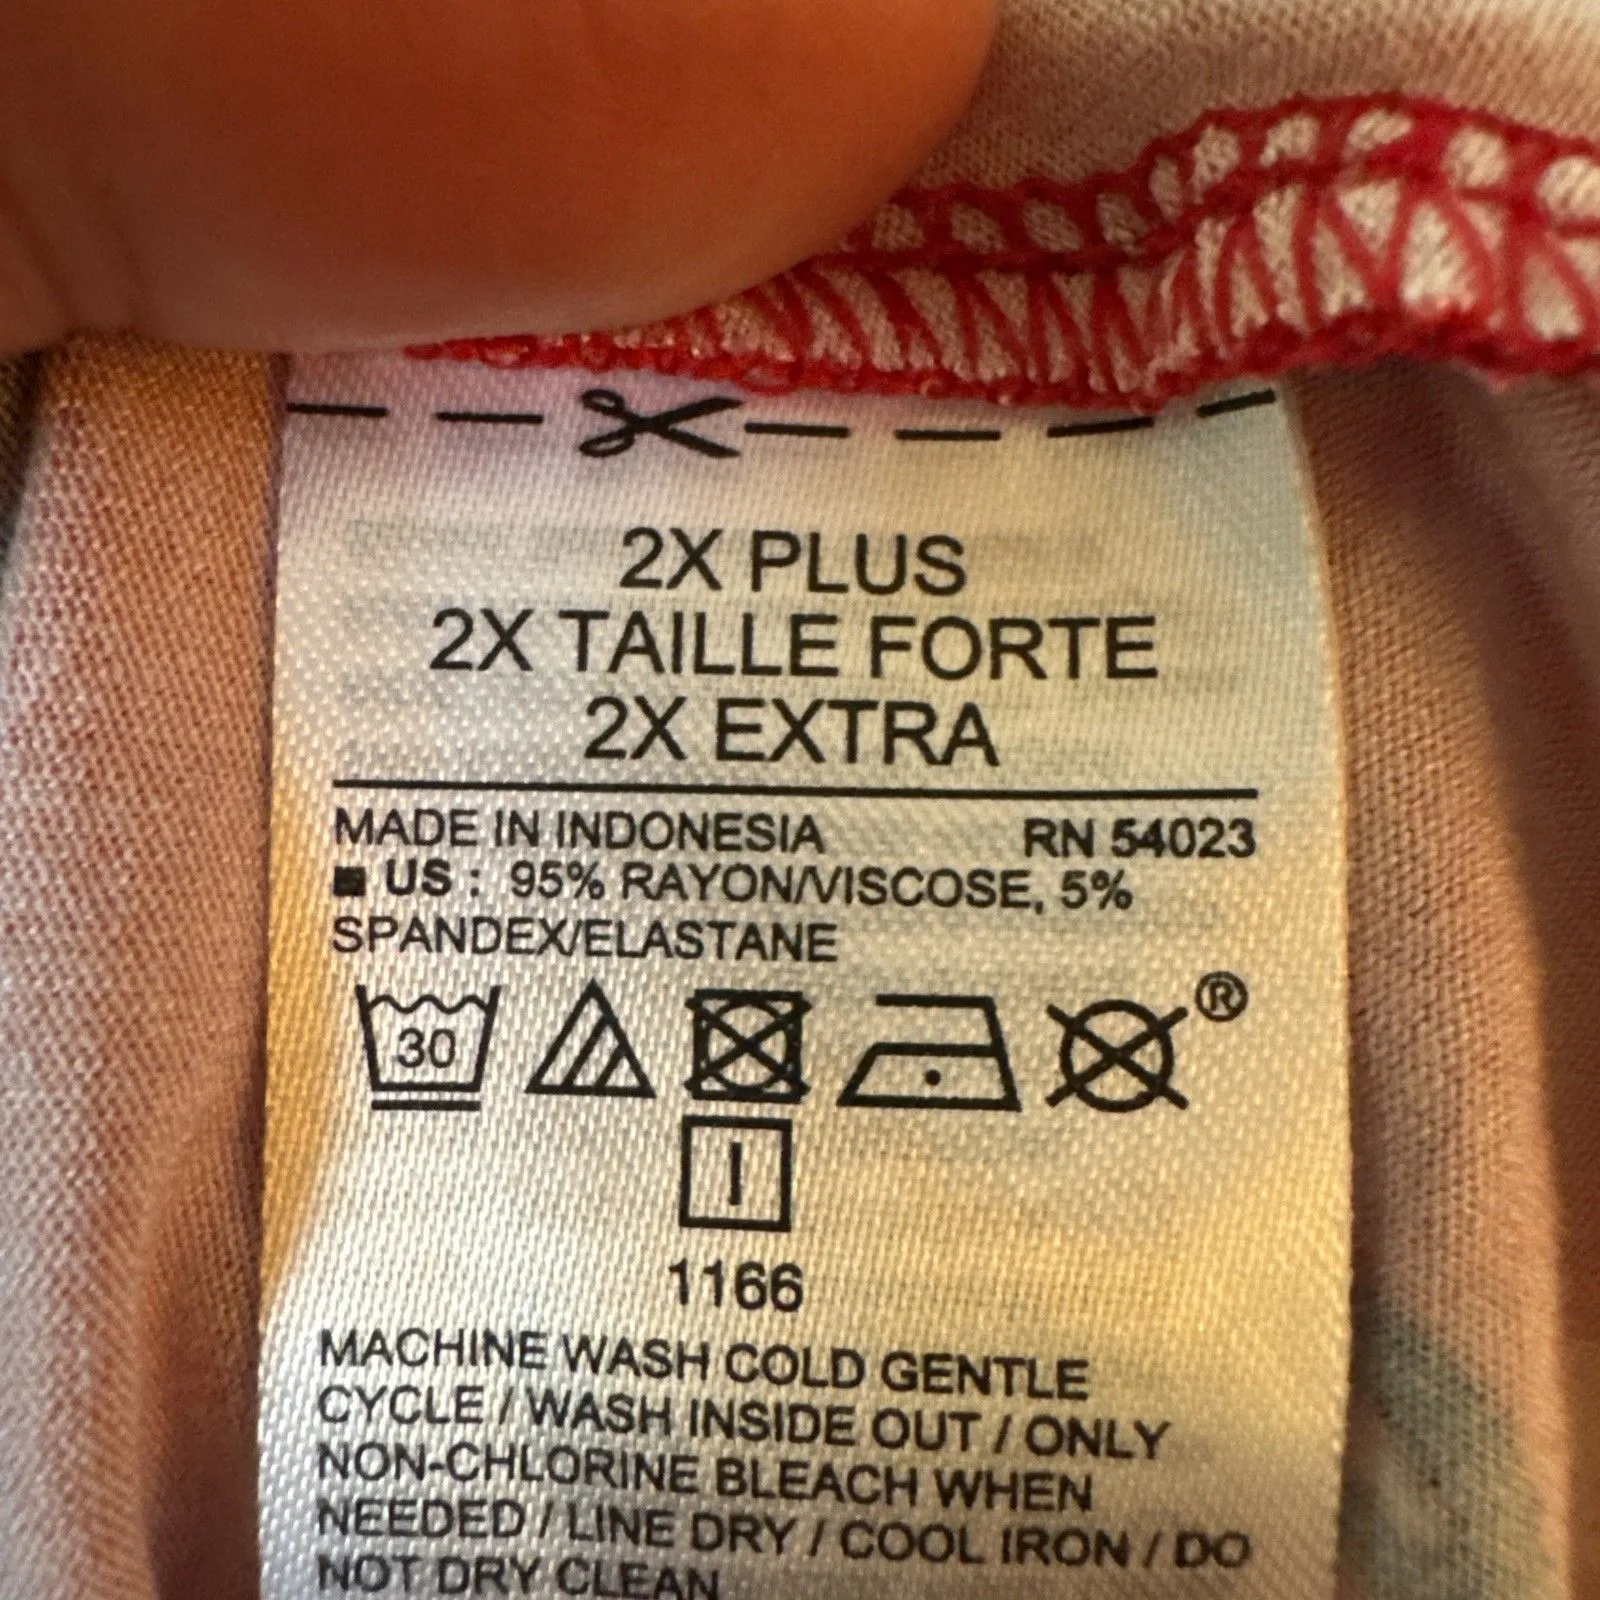 2X PLUS
2X TAILLE FORTE
2X EXTRA
MADE IN INDONESIA RN 54023
■ US : 95% RAYON/VISCOSE, 5%
SPANDEX/ELASTANE
30
®
1166
MACHINE WASH COLD GENTLE
CYCLE / WASH INSIDE OUT / ONLY
NON-CHLORINE BLEACH WHEN
NEEDED / LINE DRY / COOL IRON / DO
NOT DRY CLEAN